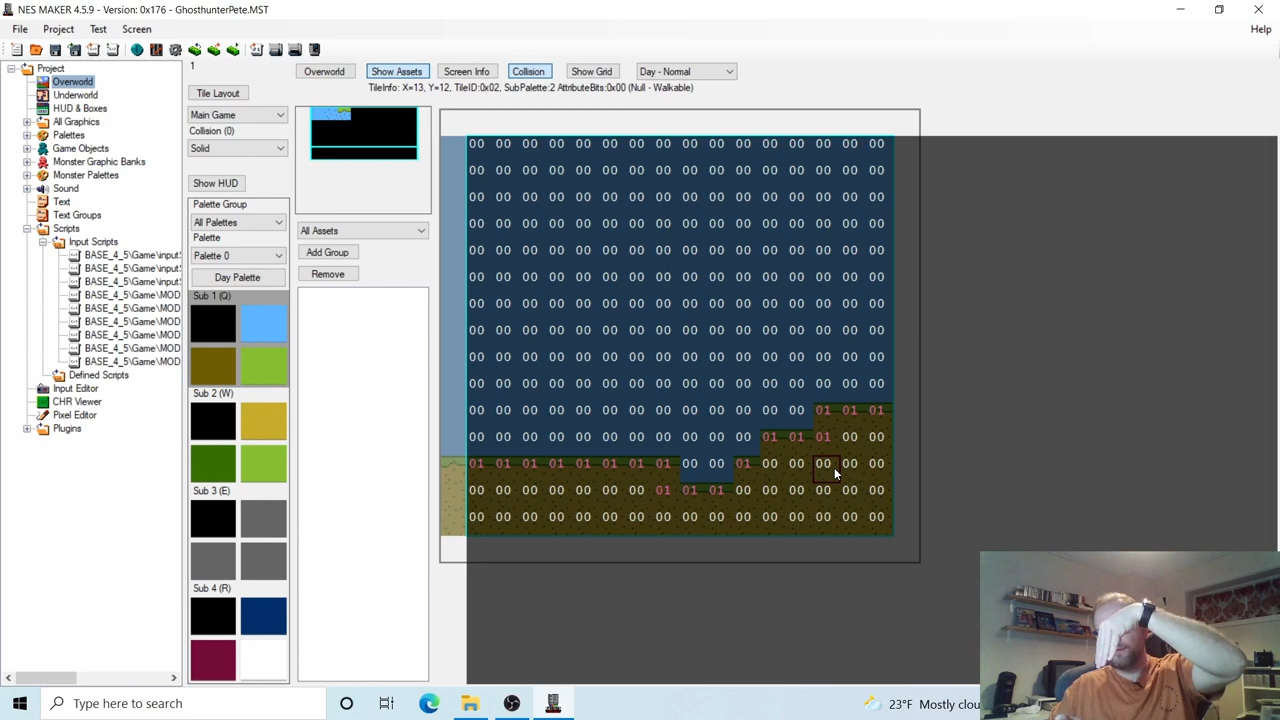 NES MAKER 4.5.9 - Version: 0x176 - GhosthunterPete.MST
File Project Test Screen Help
1
Overworld Show Assets Screen Info Collision Show Grid Day - Normal
TileInfo: X=13, Y=12, TileID:0x02, SubPalette:2 AttributeBits:0x00 (Null - Walkable)
Project
Overworld
Underworld
HUD & Boxes
All Graphics
Palettes
Game Objects
Monster Graphic Banks
Monster Palettes
Sound
Text
Text Groups
Scripts
Input Scripts
BASE_4_5\Game\input
BASE_4_5\Game\input
BASE_4_5\Game\input
BASE_4_5\Game\MOD
BASE_4_5\Game\MOD
BASE_4_5\Game\MOD
BASE_4_5\Game\MOD
BASE_4_5\Game\MOD
BASE_4_5\Game\MOD
Defined Scripts
Input Editor
CHR Viewer
Pixel Editor
Plugins
Tile Layout
Main Game
Collision (0)
Solid
Show HUD
Palette Group
All Palettes
Palette
Palette 0
Day Palette
Sub 1 (Q)
Sub 2 (W)
Sub 3 (E)
Sub 4 (R)
All Assets
Add Group
Remove
00 00 00 00 00 00 00 00 00 00 00 00 00 00 00 00
00 00 00 00 00 00 00 00 00 00 00 00 00 00 00 00
00 00 00 00 00 00 00 00 00 00 00 00 00 00 00 00
00 00 00 00 00 00 00 00 00 00 00 00 00 00 00 00
00 00 00 00 00 00 00 00 00 00 00 00 00 00 00 00
00 00 00 00 00 00 00 00 00 00 00 00 00 00 00 00
00 00 00 00 00 00 00 00 00 00 00 00 00 00 00 00
00 00 00 00 00 00 00 00 00 00 00 00 00 00 00 00
00 00 00 00 00 00 00 00 00 00 00 00 00 00 00 00
00 00 00 00 00 00 00 00 00 00 00 00 00 00 00 00
00 00 00 00 00 00 00 00 00 00 00 00 00 01 01 01
00 00 00 00 00 00 00 00 00 00 00 01 01 01 00 00
01 01 01 01 01 01 01 01 00 00 01 00 00 00 00 00
00 00 00 00 00 00 00 01 01 01 00 00 00 00 00 00
00 00 00 00 00 00 00 00 00 00 00 00 00 00 00 00
Type here to search
23°F Mostly clou